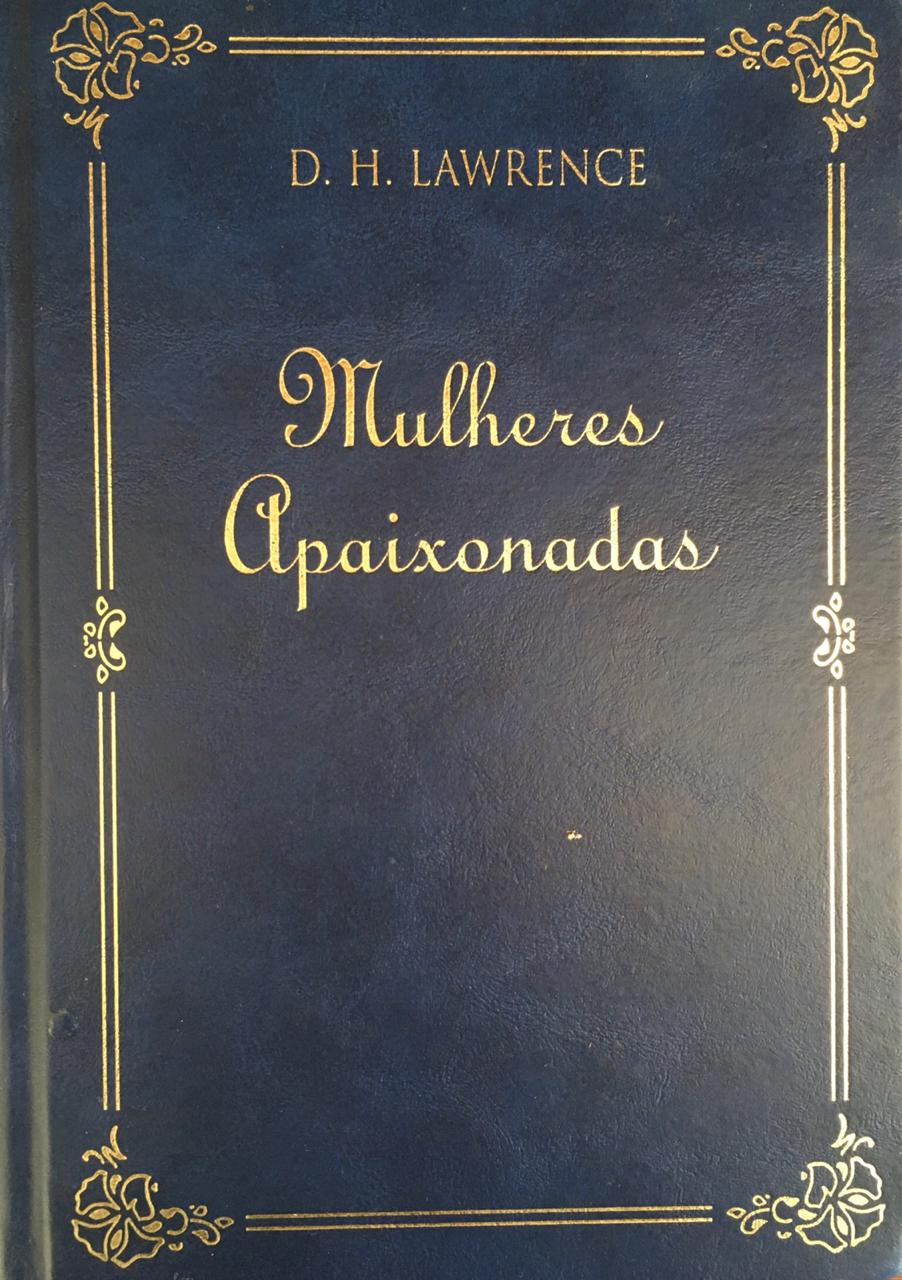 D. H. LAWRENCE
Mulheres
Apaixonadas